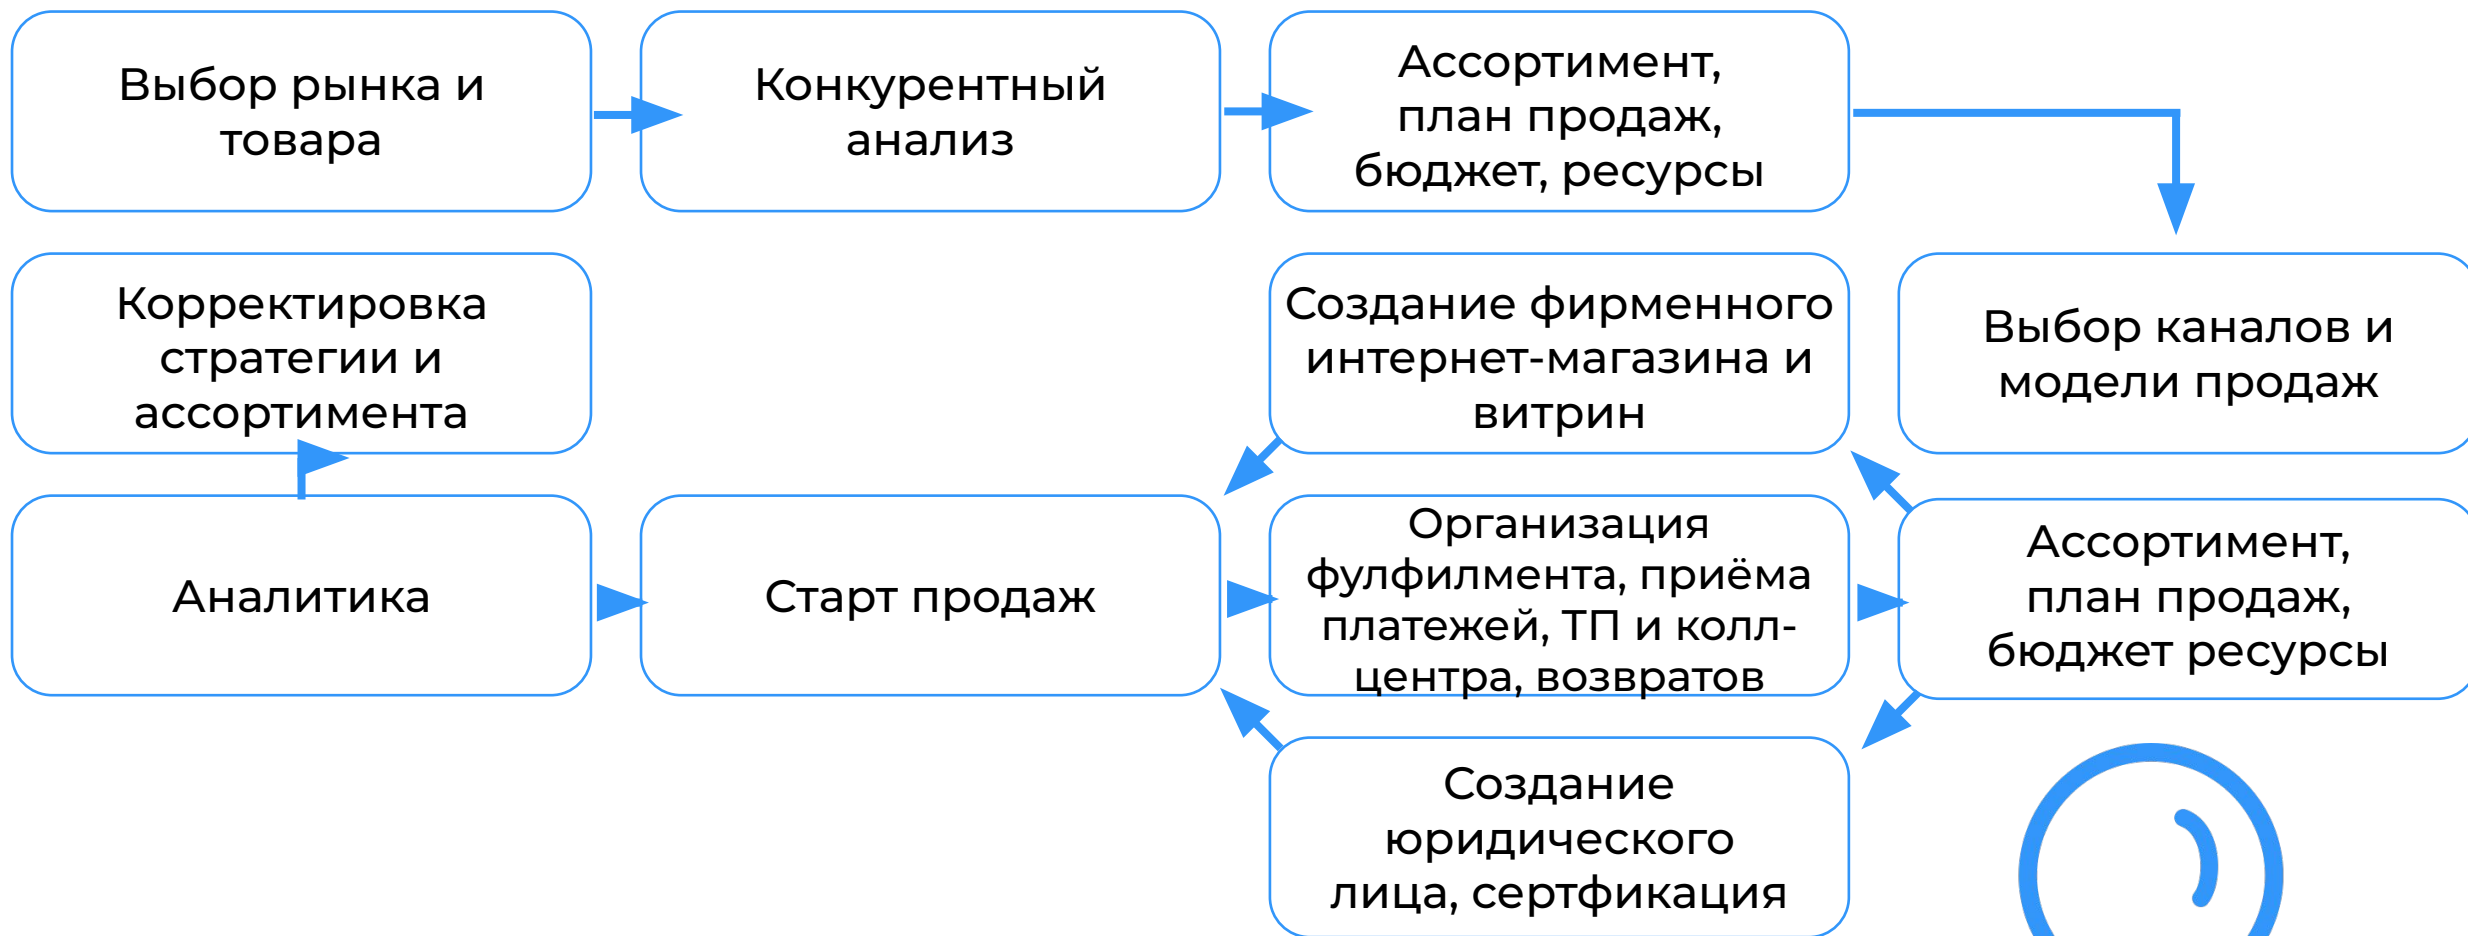 Выбор рынка и
товара
Конкурентный
анализ
Ассортимент,
план продаж,
бюджет, ресурсы
Корректировка
стратегии и
ассортимента
Создание фирменного
интернет-магазина и
витрин
Выбор каналов и
модели продаж
Аналитика
Старт продаж
Организация
фулфилмента, приёма
платежей, ТП и колл-
центра, возвратов
Ассортимент,
план продаж,
бюджет ресурсы
Создание
юридического
лица, сертфикация